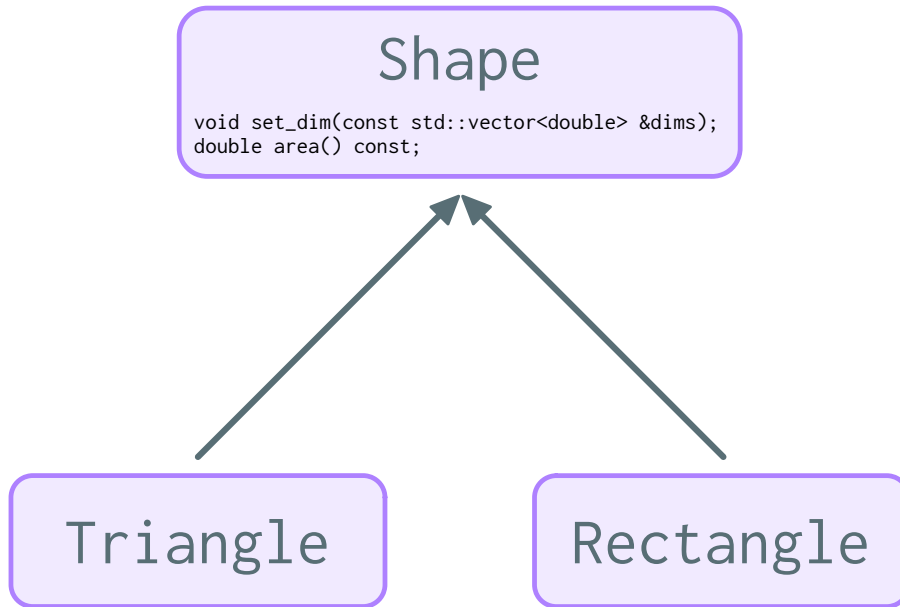 Shape
void set_dim(const std::vector<double> &dims);
double area() const;
Triangle
Rectangle